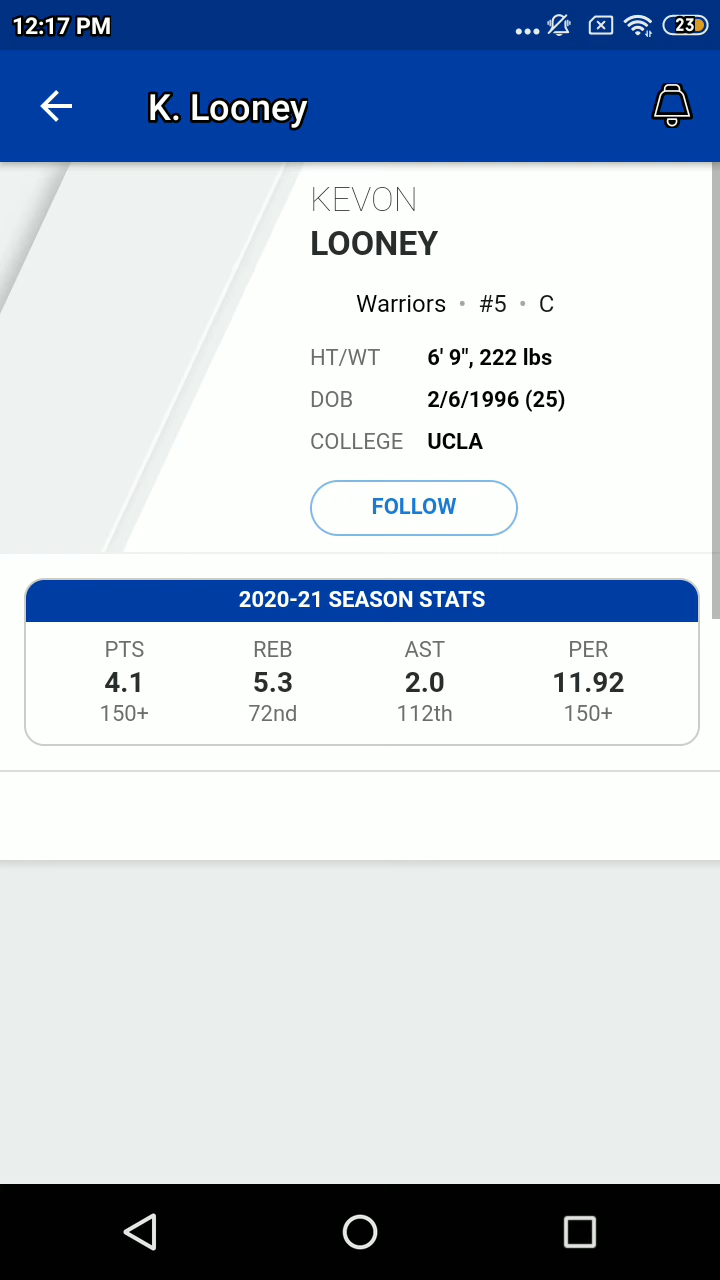 12:17 PM
23
K. Looney
KEVON
LOONEY
Warriors • #5 • C
HT/WT 6' 9", 222 lbs
DOB 2/6/1996 (25)
COLLEGE UCLA
FOLLOW
2020-21 SEASON STATS
PTS REB AST PER
4.1 5.3 2.0 11.92
150+ 72nd 112th 150+